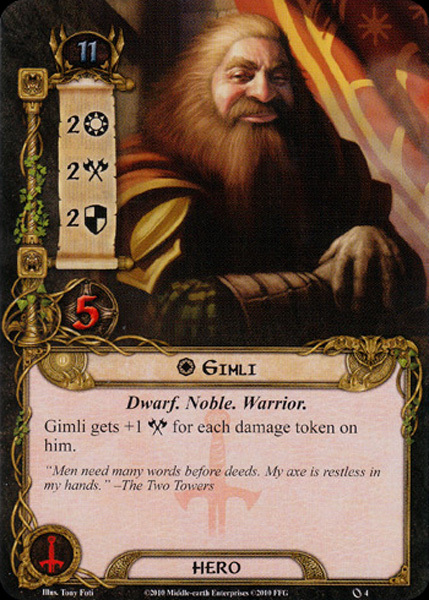 11
2
2
2
5
GIMLI
Dwarf. Noble. Warrior.
Gimli gets +1 for each damage token on
him.
“Men need many words before deeds. My axe is restless in
my hands.” –The Two Towers
HERO
Illus. Tony Foti ©2010 Middle-earth Enterprises ©2010 FFG 4